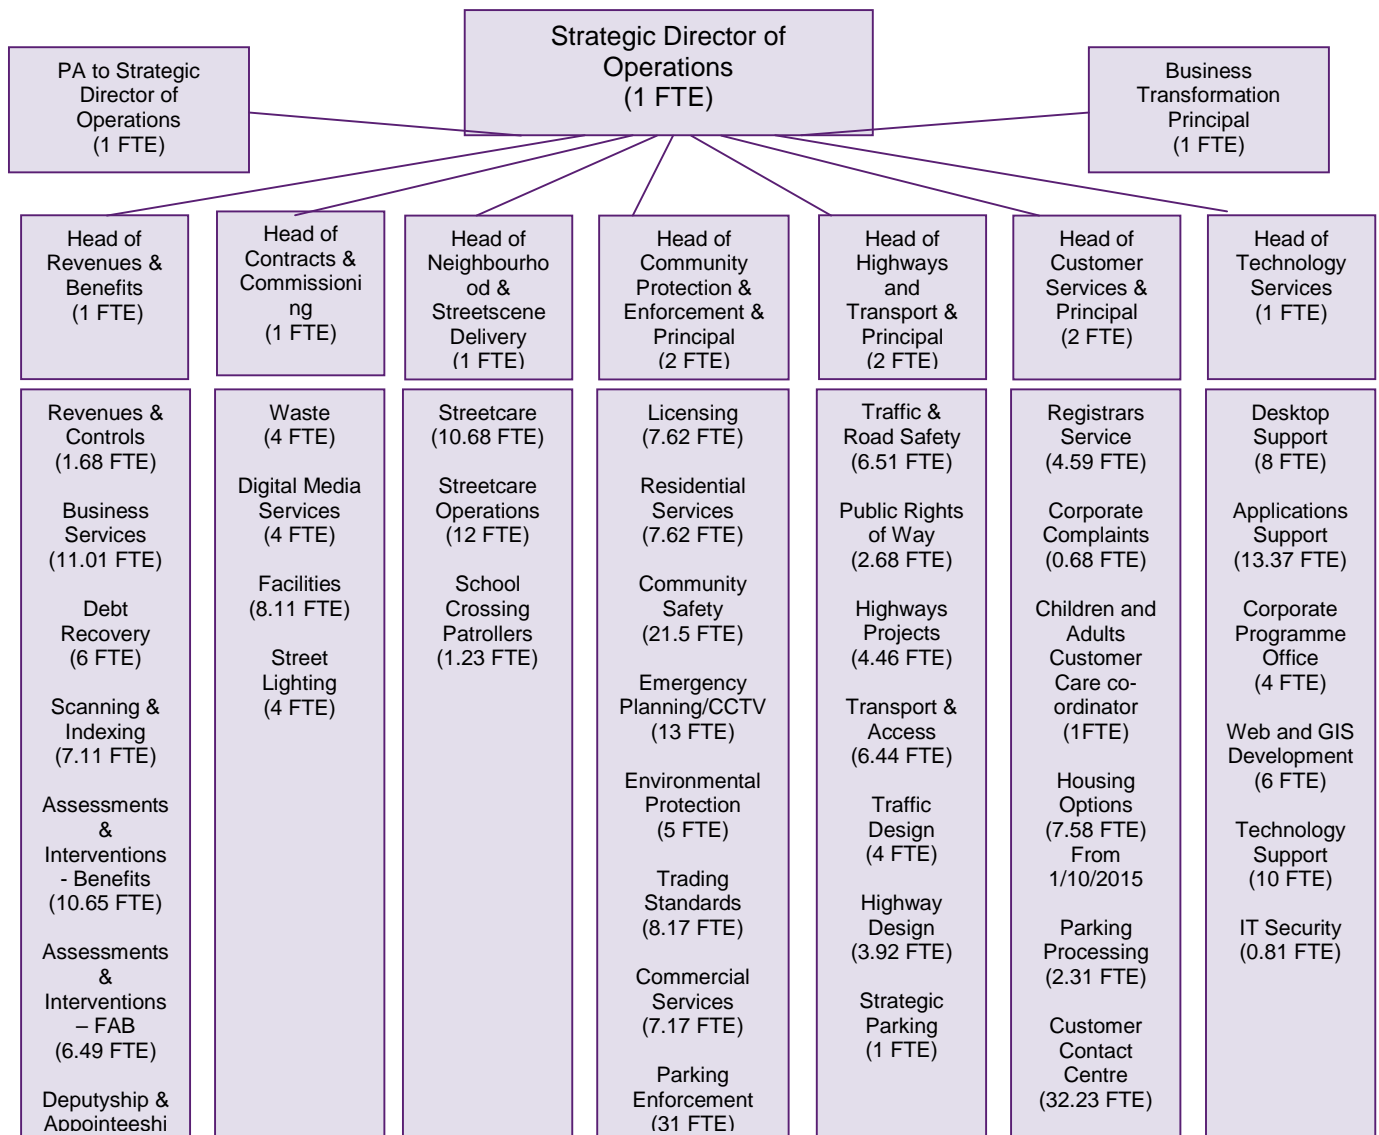 Strategic Director of
Operations
(1 FTE)
PA to Strategic
Director of
Operations
(1 FTE)
Business
Transformation
Principal
(1 FTE)
Head of
Revenues &
Benefits
(1 FTE)
Head of
Contracts &
Commissioni
ng
(1 FTE)
Head of
Neighbourho
od &
Streetscene
Delivery
(1 FTE)
Head of
Community
Protection &
Enforcement &
Principal
(2 FTE)
Head of
Highways
and
Transport &
Principal
(2 FTE)
Head of
Customer
Services &
Principal
(2 FTE)
Head of
Technology
Services
(1 FTE)
Revenues &
Controls
(1.68 FTE)
Business
Services
(11.01 FTE)
Debt
Recovery
(6 FTE)
Scanning &
Indexing
(7.11 FTE)
Assessments
&
Interventions
- Benefits
(10.65 FTE)
Assessments
&
Interventions
– FAB
(6.49 FTE)
Deputyship &
Appointeeshi
Waste
(4 FTE)
Digital Media
Services
(4 FTE)
Facilities
(8.11 FTE)
Street
Lighting
(4 FTE)
Streetcare
(10.68 FTE)
Streetcare
Operations
(12 FTE)
School
Crossing
Patrollers
(1.23 FTE)
Licensing
(7.62 FTE)
Residential
Services
(7.62 FTE)
Community
Safety
(21.5 FTE)
Emergency
Planning/CCTV
(13 FTE)
Environmental
Protection
(5 FTE)
Trading
Standards
(8.17 FTE)
Commercial
Services
(7.17 FTE)
Parking
Enforcement
(31 FTE)
Traffic &
Road Safety
(6.51 FTE)
Public Rights
of Way
(2.68 FTE)
Highways
Projects
(4.46 FTE)
Transport &
Access
(6.44 FTE)
Traffic
Design
(4 FTE)
Highway
Design
(3.92 FTE)
Strategic
Parking
(1 FTE)
Registrars
Service
(4.59 FTE)
Corporate
Complaints
(0.68 FTE)
Children and
Adults
Customer
Care co-
ordinator
(1FTE)
Housing
Options
(7.58 FTE)
From
1/10/2015
Parking
Processing
(2.31 FTE)
Customer
Contact
Centre
(32.23 FTE)
Desktop
Support
(8 FTE)
Applications
Support
(13.37 FTE)
Corporate
Programme
Office
(4 FTE)
Web and GIS
Development
(6 FTE)
Technology
Support
(10 FTE)
IT Security
(0.81 FTE)